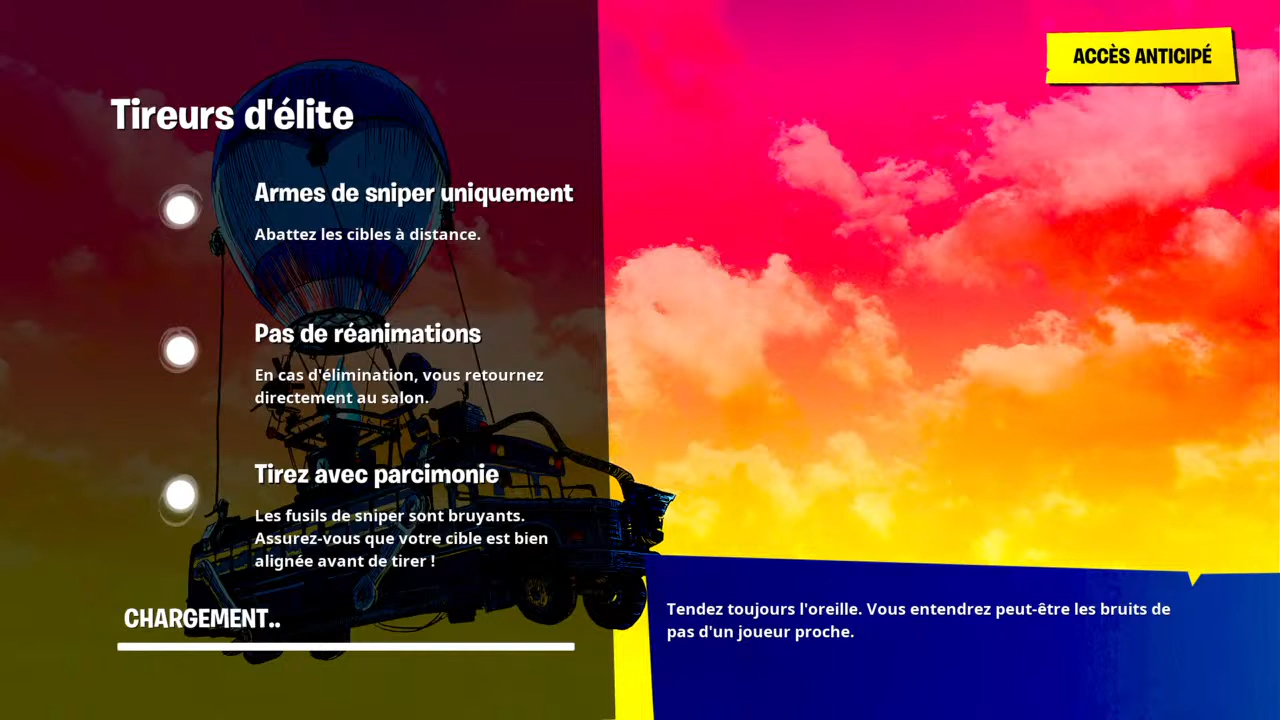 ACCÈS ANTICIPÉ
Tireurs d'élite
Armes de sniper uniquement
Abattez les cibles à distance.
Pas de réanimations
En cas d'élimination, vous retournez
directement au salon.
Tirez avec parcimonie
Les fusils de sniper sont bruyants.
Assurez-vous que votre cible est bien
alignée avant de tirer !
CHARGEMENT..
Tendez toujours l'oreille. Vous entendrez peut-être les bruits de
pas d'un joueur proche.